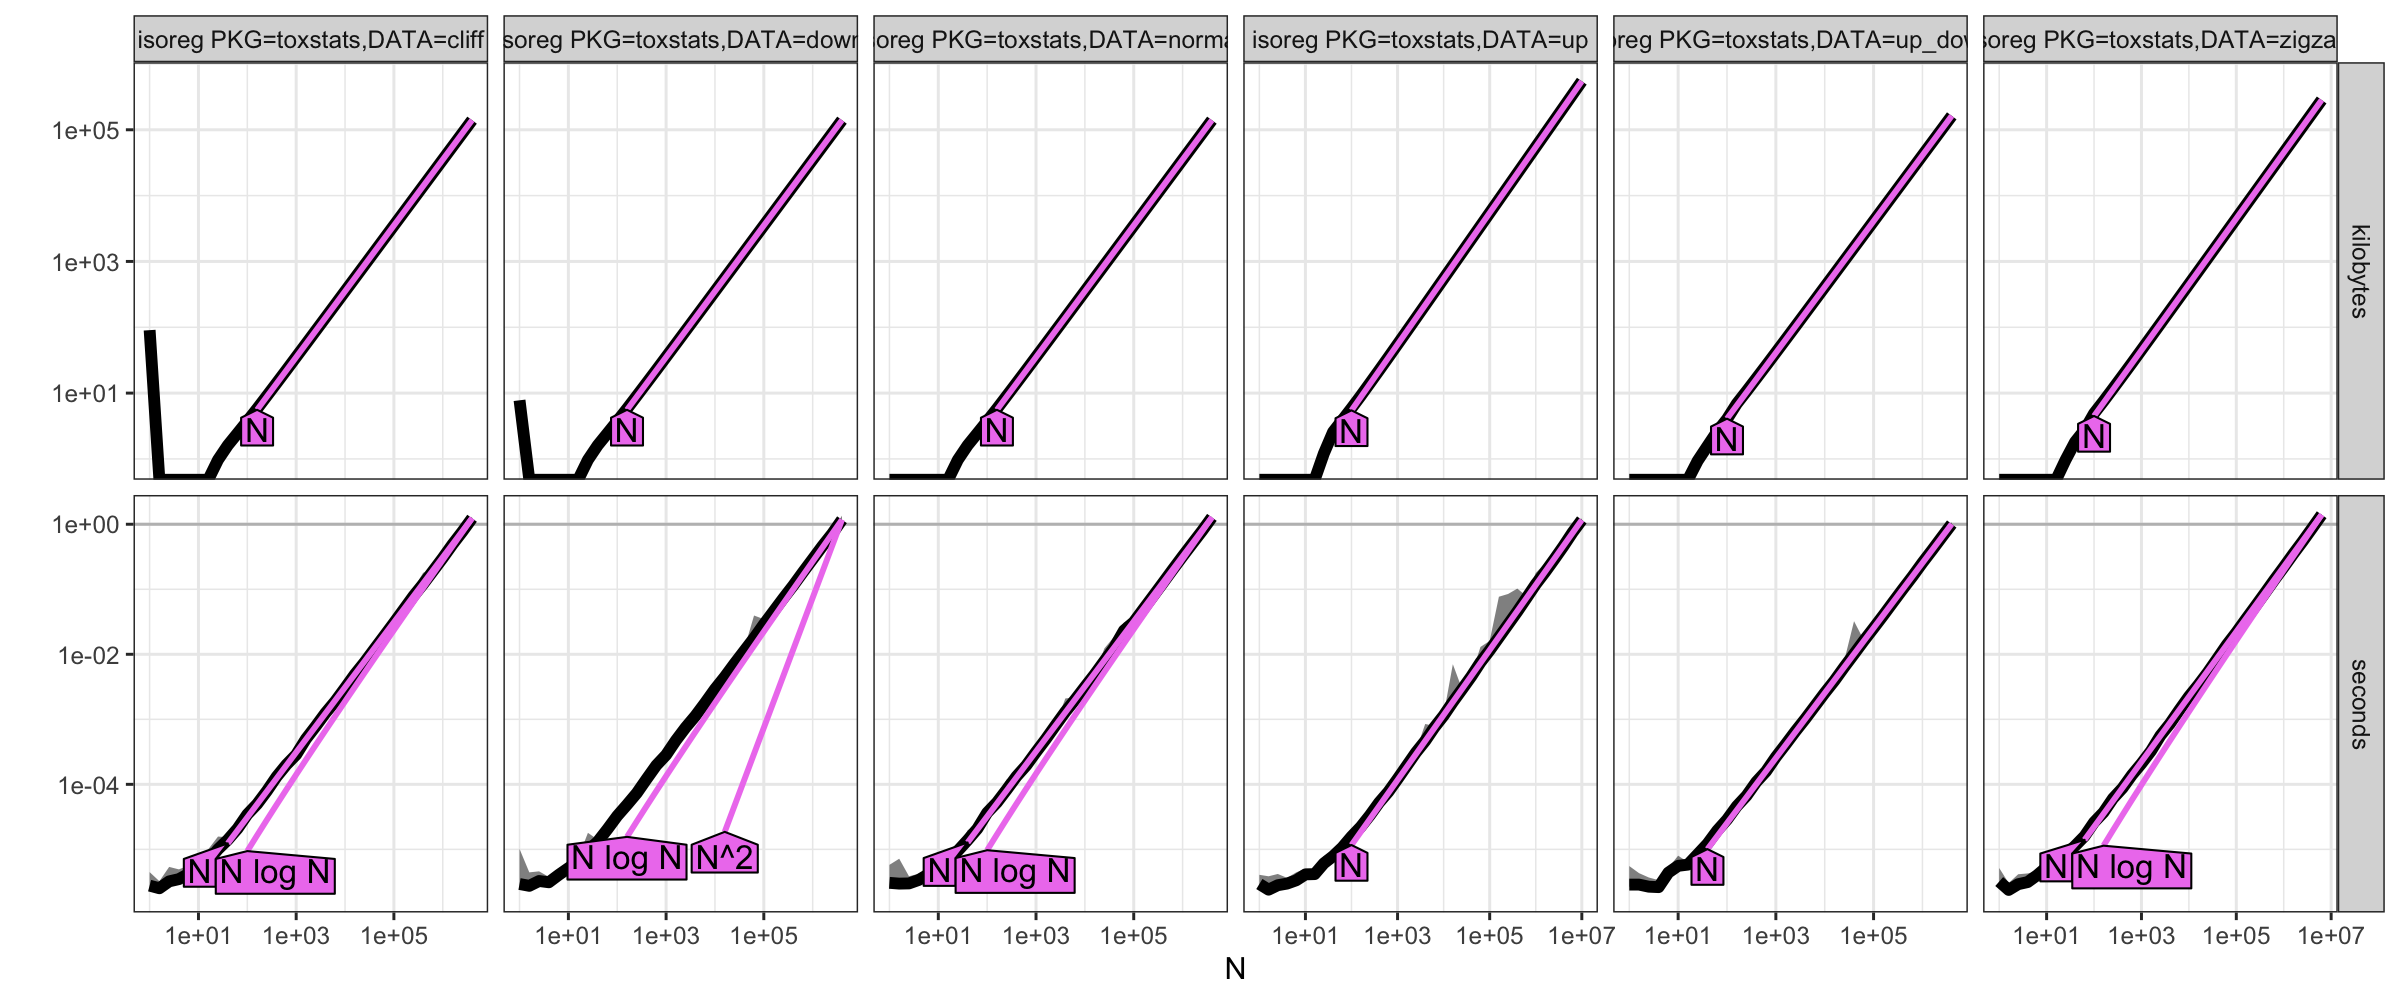 isoreg PKG=toxstats,DATA=cliff
soreg PKG=toxstats,DATA=down
oreg PKG=toxstats,DATA=norma
isoreg PKG=toxstats,DATA=up
oreg PKG=toxstats,DATA=up_dow
soreg PKG=toxstats,DATA=zigza
1e+05
1e+03
1e+01
N
N
N
N
N
N
kilobytes
1e+00
1e-02
1e-04
N
N log N
N log N
N^2
N
N log N
N
N
N
N log N
seconds
1e+01 1e+03 1e+05
1e+01 1e+03 1e+05
1e+01 1e+03 1e+05
1e+01 1e+03 1e+05 1e+07
1e+01 1e+03 1e+05
1e+01 1e+03 1e+05 1e+07
N